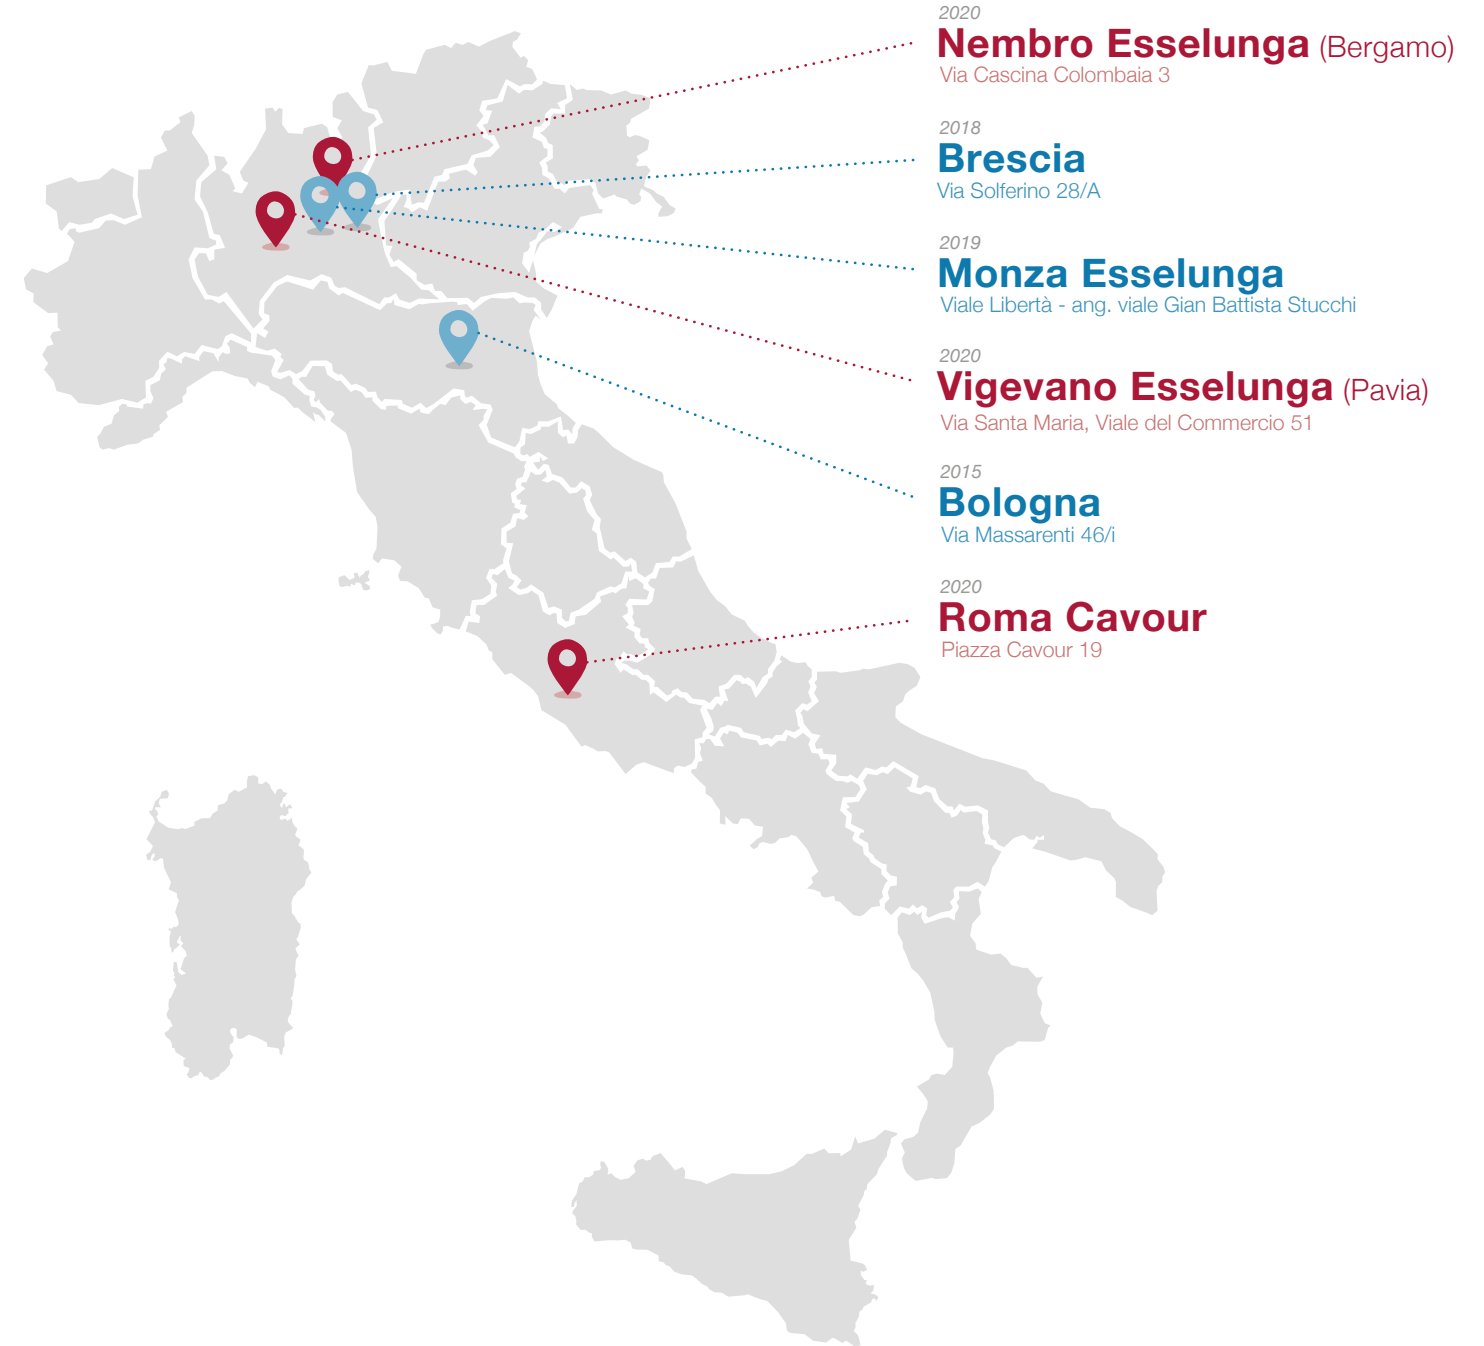 2020
Nembro Esselunga (Bergamo)
Via Cascina Colombaia 3
2018
Brescia
Via Solferino 28/A
2019
Monza Esselunga
Viale Libertà - ang. viale Gian Battista Stucchi
2020
Vigevano Esselunga (Pavia)
Via Santa Maria, Viale del Commercio 51
2015
Bologna
Via Massarenti 46/i
2020
Roma Cavour
Piazza Cavour 19